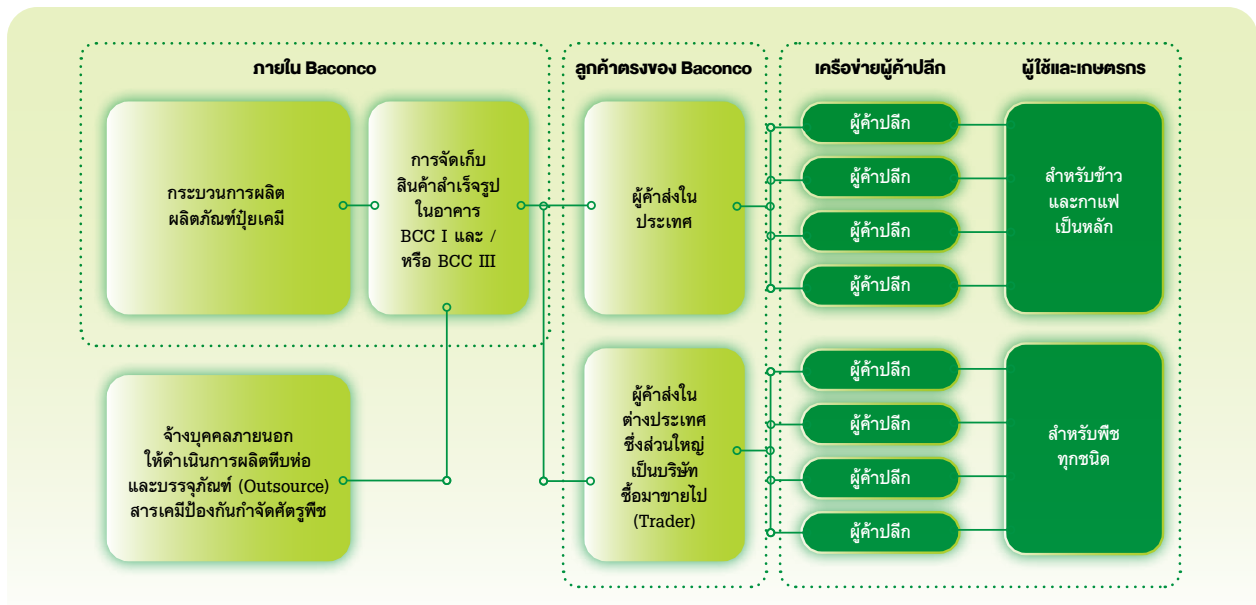 ภายใน Baconco
ลูกค้าตรงของ Baconco
เครือข่ายผู้ค้าปลีก
ผู้ใช้และเกษตรกร
กระบวนการผลิต
ผลิตภัณฑ์ปุ๋ยเคมี
การจัดเก็บ
สินค้าสำเร็จรูป
ในอาคาร
BCC I และ /
หรือ BCC III
ผู้ค้าส่งใน
ประเทศ
ผู้ค้าปลีก
ผู้ค้าปลีก
ผู้ค้าปลีก
ผู้ค้าปลีก
สำหรับข้าว
และกาแฟ
เป็นหลัก
จ้างบุคคลภายนอก
ให้ดำเนินการผลิตหีบห่อ
และบรรจุภัณฑ์ (Outsource)
สารเคมีป้องกันกำจัดศัตรูพืช
ผู้ค้าส่งใน
ต่างประเทศ
ซึ่งส่วนใหญ่
เป็นบริษัท
ซื้อมาขายไป
(Trader)
ผู้ค้าปลีก
ผู้ค้าปลีก
ผู้ค้าปลีก
ผู้ค้าปลีก
สำหรับพืช
ทุกชนิด